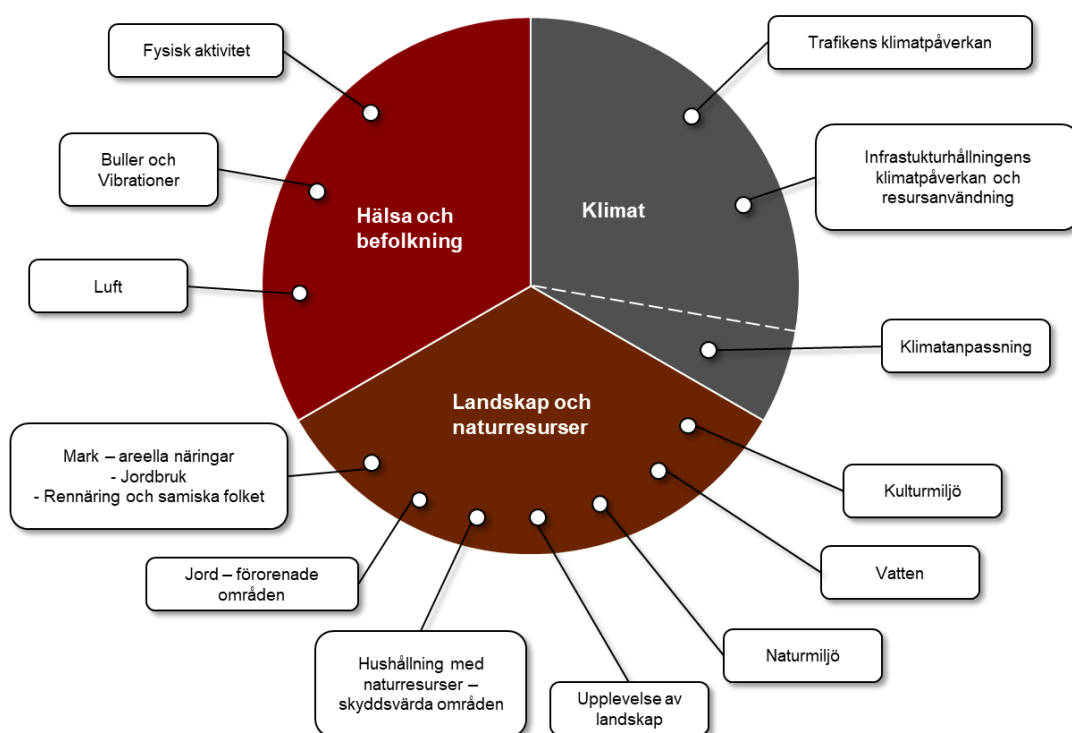 Fysisk aktivitet
Trafikens klimatpåverkan
Buller och
Vibrationer
Infrastukturhållningens
klimatpåverkan och
resursanvändning
Hälsa och
befolkning
Klimat
Luft
Klimatanpassning
Landskap och
naturresurser
Mark – areella näringar
- Jordbruk
- Rennäring och samiska folket
Kulturmiljö
Jord – förorenade
områden
Vatten
Hushållning med
naturresurser –
skyddsvärda områden
Naturmiljö
Upplevelse av
landskap